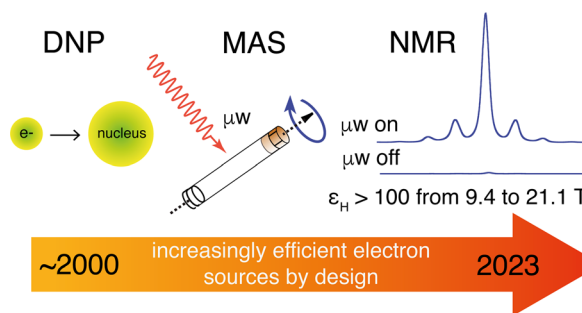 DNP
MAS
NMR
e-
nucleus
μw
μw on
μw off
εH > 100 from 9.4 to 21.1 T
~2000
increasingly efficient electron
sources by design
2023